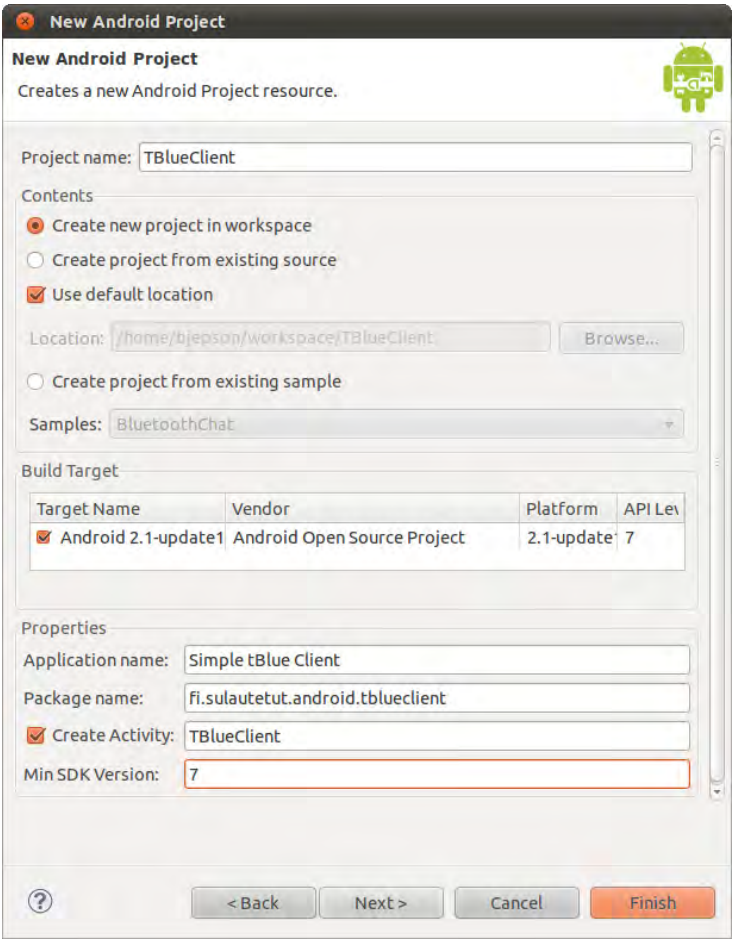 New Android Project
New Android Project
Creates a new Android Project resource.
Project name: TBlueClient
Contents
Create new project in workspace
Create project from existing source
Use default location
Location: /home/bjepson/workspace/TBlueClient Browse...
Create project from existing sample
Samples: BluetoothChat
Build Target
Target Name Vendor Platform API Lev
Android 2.1-update1 Android Open Source Project 2.1-update1 7
Properties
Application name: Simple tBlue Client
Package name: fi.sulautetut.android.tblueclient
Create Activity: TBlueClient
Min SDK Version: 7
? < Back Next > Cancel Finish